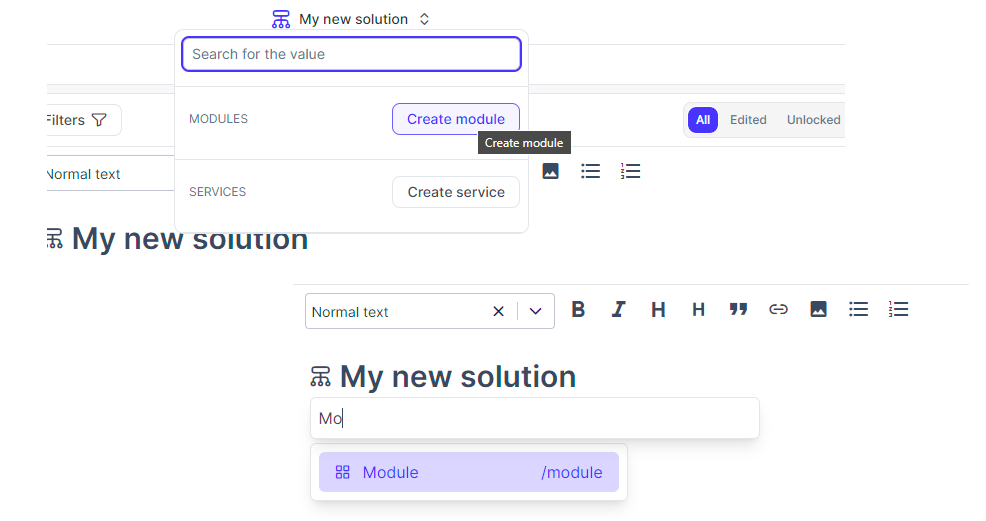 My new solution
Search for the value
MODULES
Create module
Create module
SERVICES
Create service
Filters
All Edited Unlocked
Normal text
My new solution
Normal text
B I H H
My new solution
Mo
Module /module